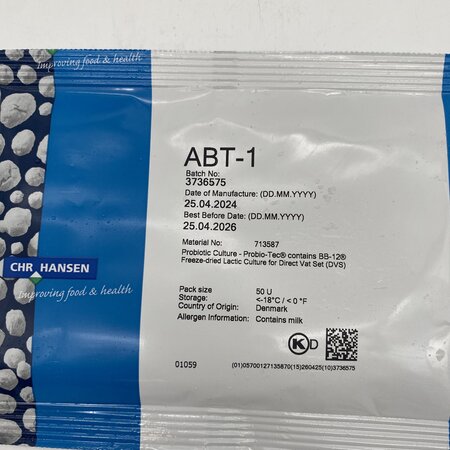 Improving food & health
ABT-1
Batch No:
3736575
Date of Manufacture: (DD.MM.YYYY)
25.04.2024
Best Before Date: (DD.MM.YYYY)
25.04.2026
Material No: 713587
Probiotic Culture - Probio-Tec® contains BB-12®
Freeze-dried Lactic Culture for Direct Vat Set (DVS)
CHR HANSEN
Improving food & health
Pack size 50 U
Storage: <-18°C / < 0 °F
Country of Origin: Denmark
Allergen Information: Contains milk
K D
01059
(01)05700127135870(15)260425(10)3736575